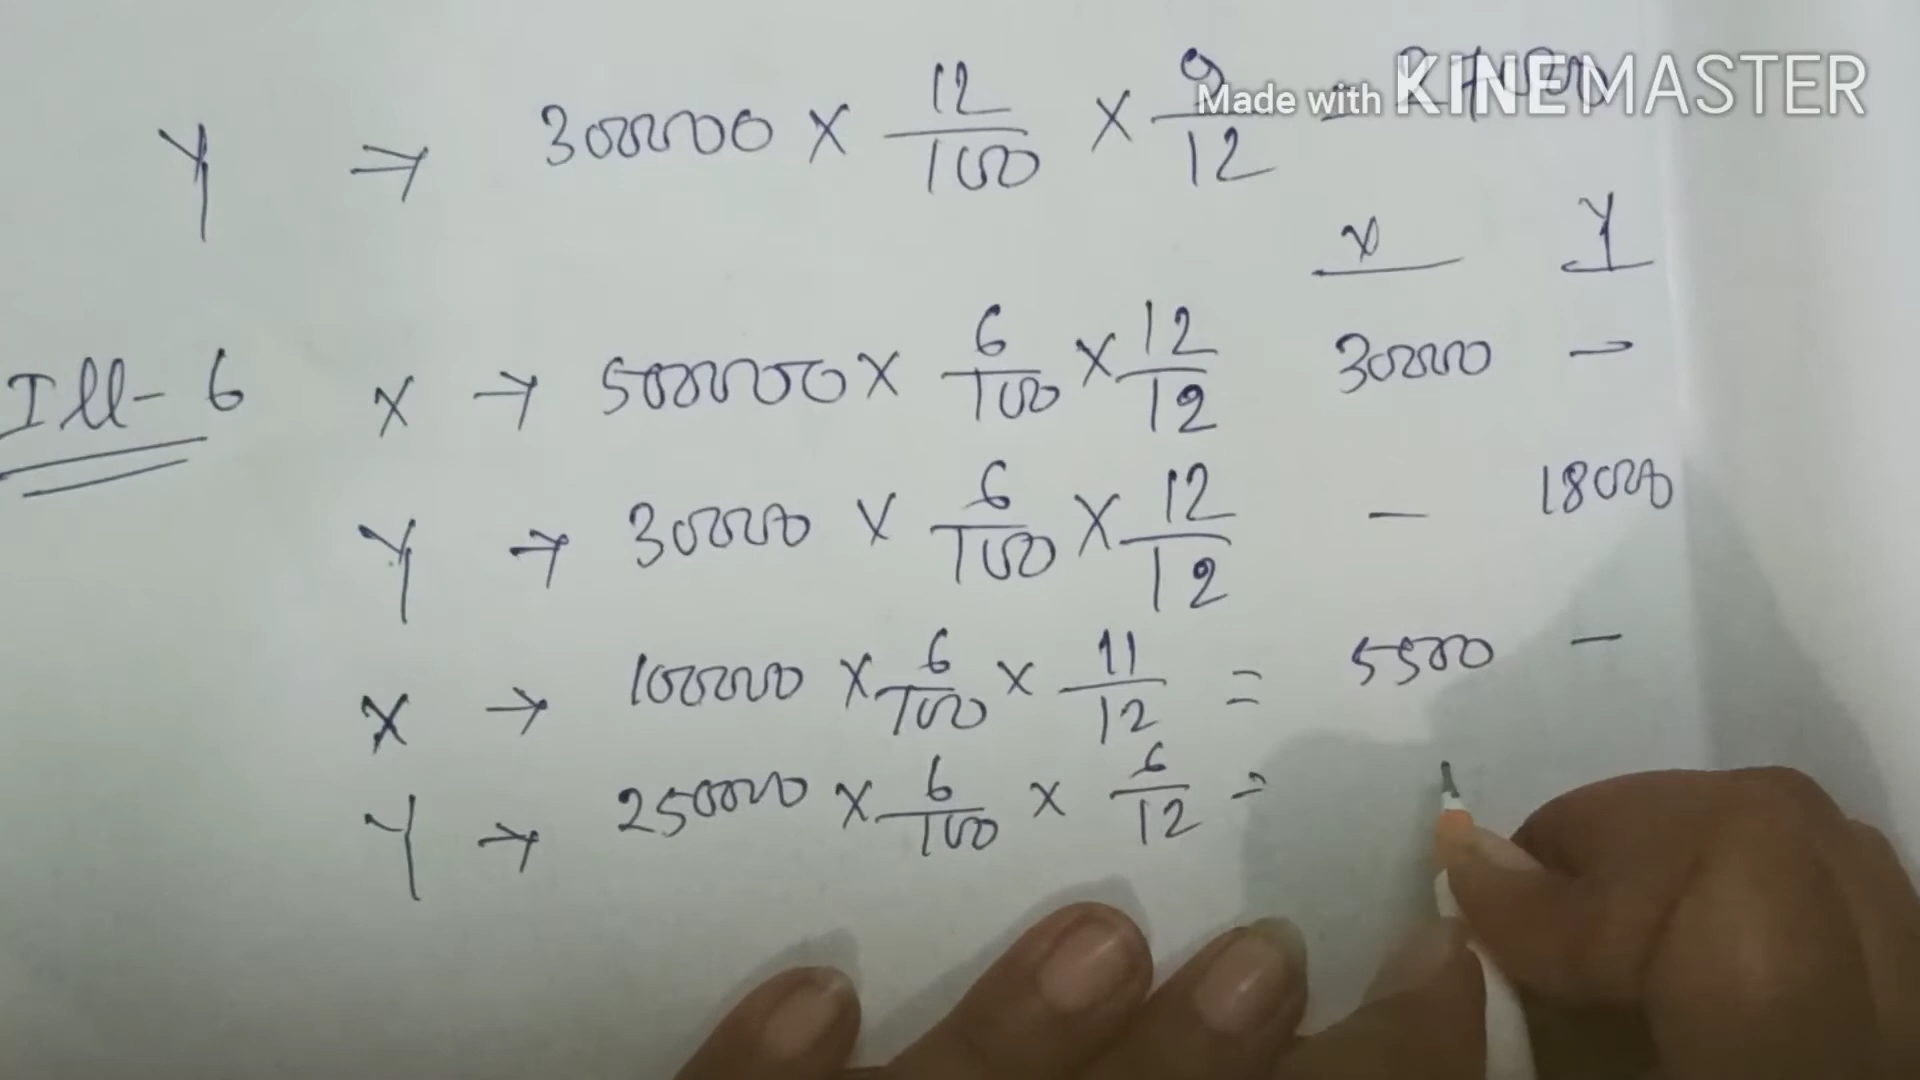 Made with KINEMASTER
Y → 300000 × 12/100 × 9/12 = 27000
X Y
Ill-6 X → 500000 × 6/100 × 12/12 30000 -
Y → 300000 × 6/100 × 12/12 - 18000
X → 100000 × 6/100 × 11/12 = 5500 -
Y → 250000 × 6/100 × 6/12 =